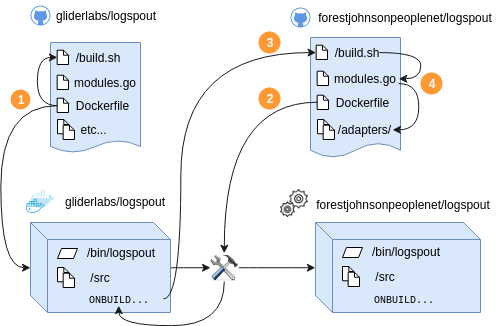 gliderlabs/logspout
/build.sh
modules.go
Dockerfile
etc...
1
forestjohnsonpeoplenet/logspout
/build.sh
modules.go
Dockerfile
/adapters/
3
2
4
gliderlabs/logspout
/bin/logspout
/src
ONBUILD...
forestjohnsonpeoplenet/logspout
/bin/logspout
/src
ONBUILD...